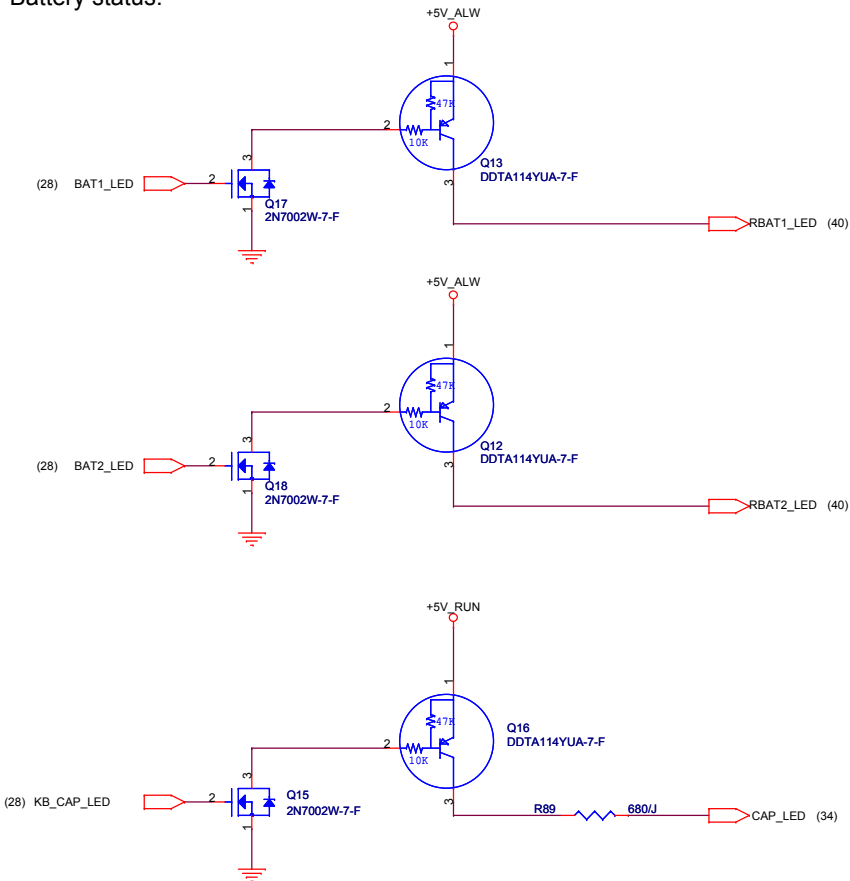 Battery status:
+5V_ALW
1
47K
2
10K
3
Q13
DDTA114YUA-7-F
3
(28) BAT1_LED
2
Q17
2N7002W-7-F
1
RBAT1_LED (40)
+5V_ALW
1
47K
2
10K
3
Q12
DDTA114YUA-7-F
3
(28) BAT2_LED
2
Q18
2N7002W-7-F
1
RBAT2_LED (40)
+5V_RUN
1
47K
Q16
DDTA114YUA-7-F
2
10K
3
3
(28) KB_CAP_LED
2
Q15
2N7002W-7-F
1
R89 680/J
CAP_LED (34)